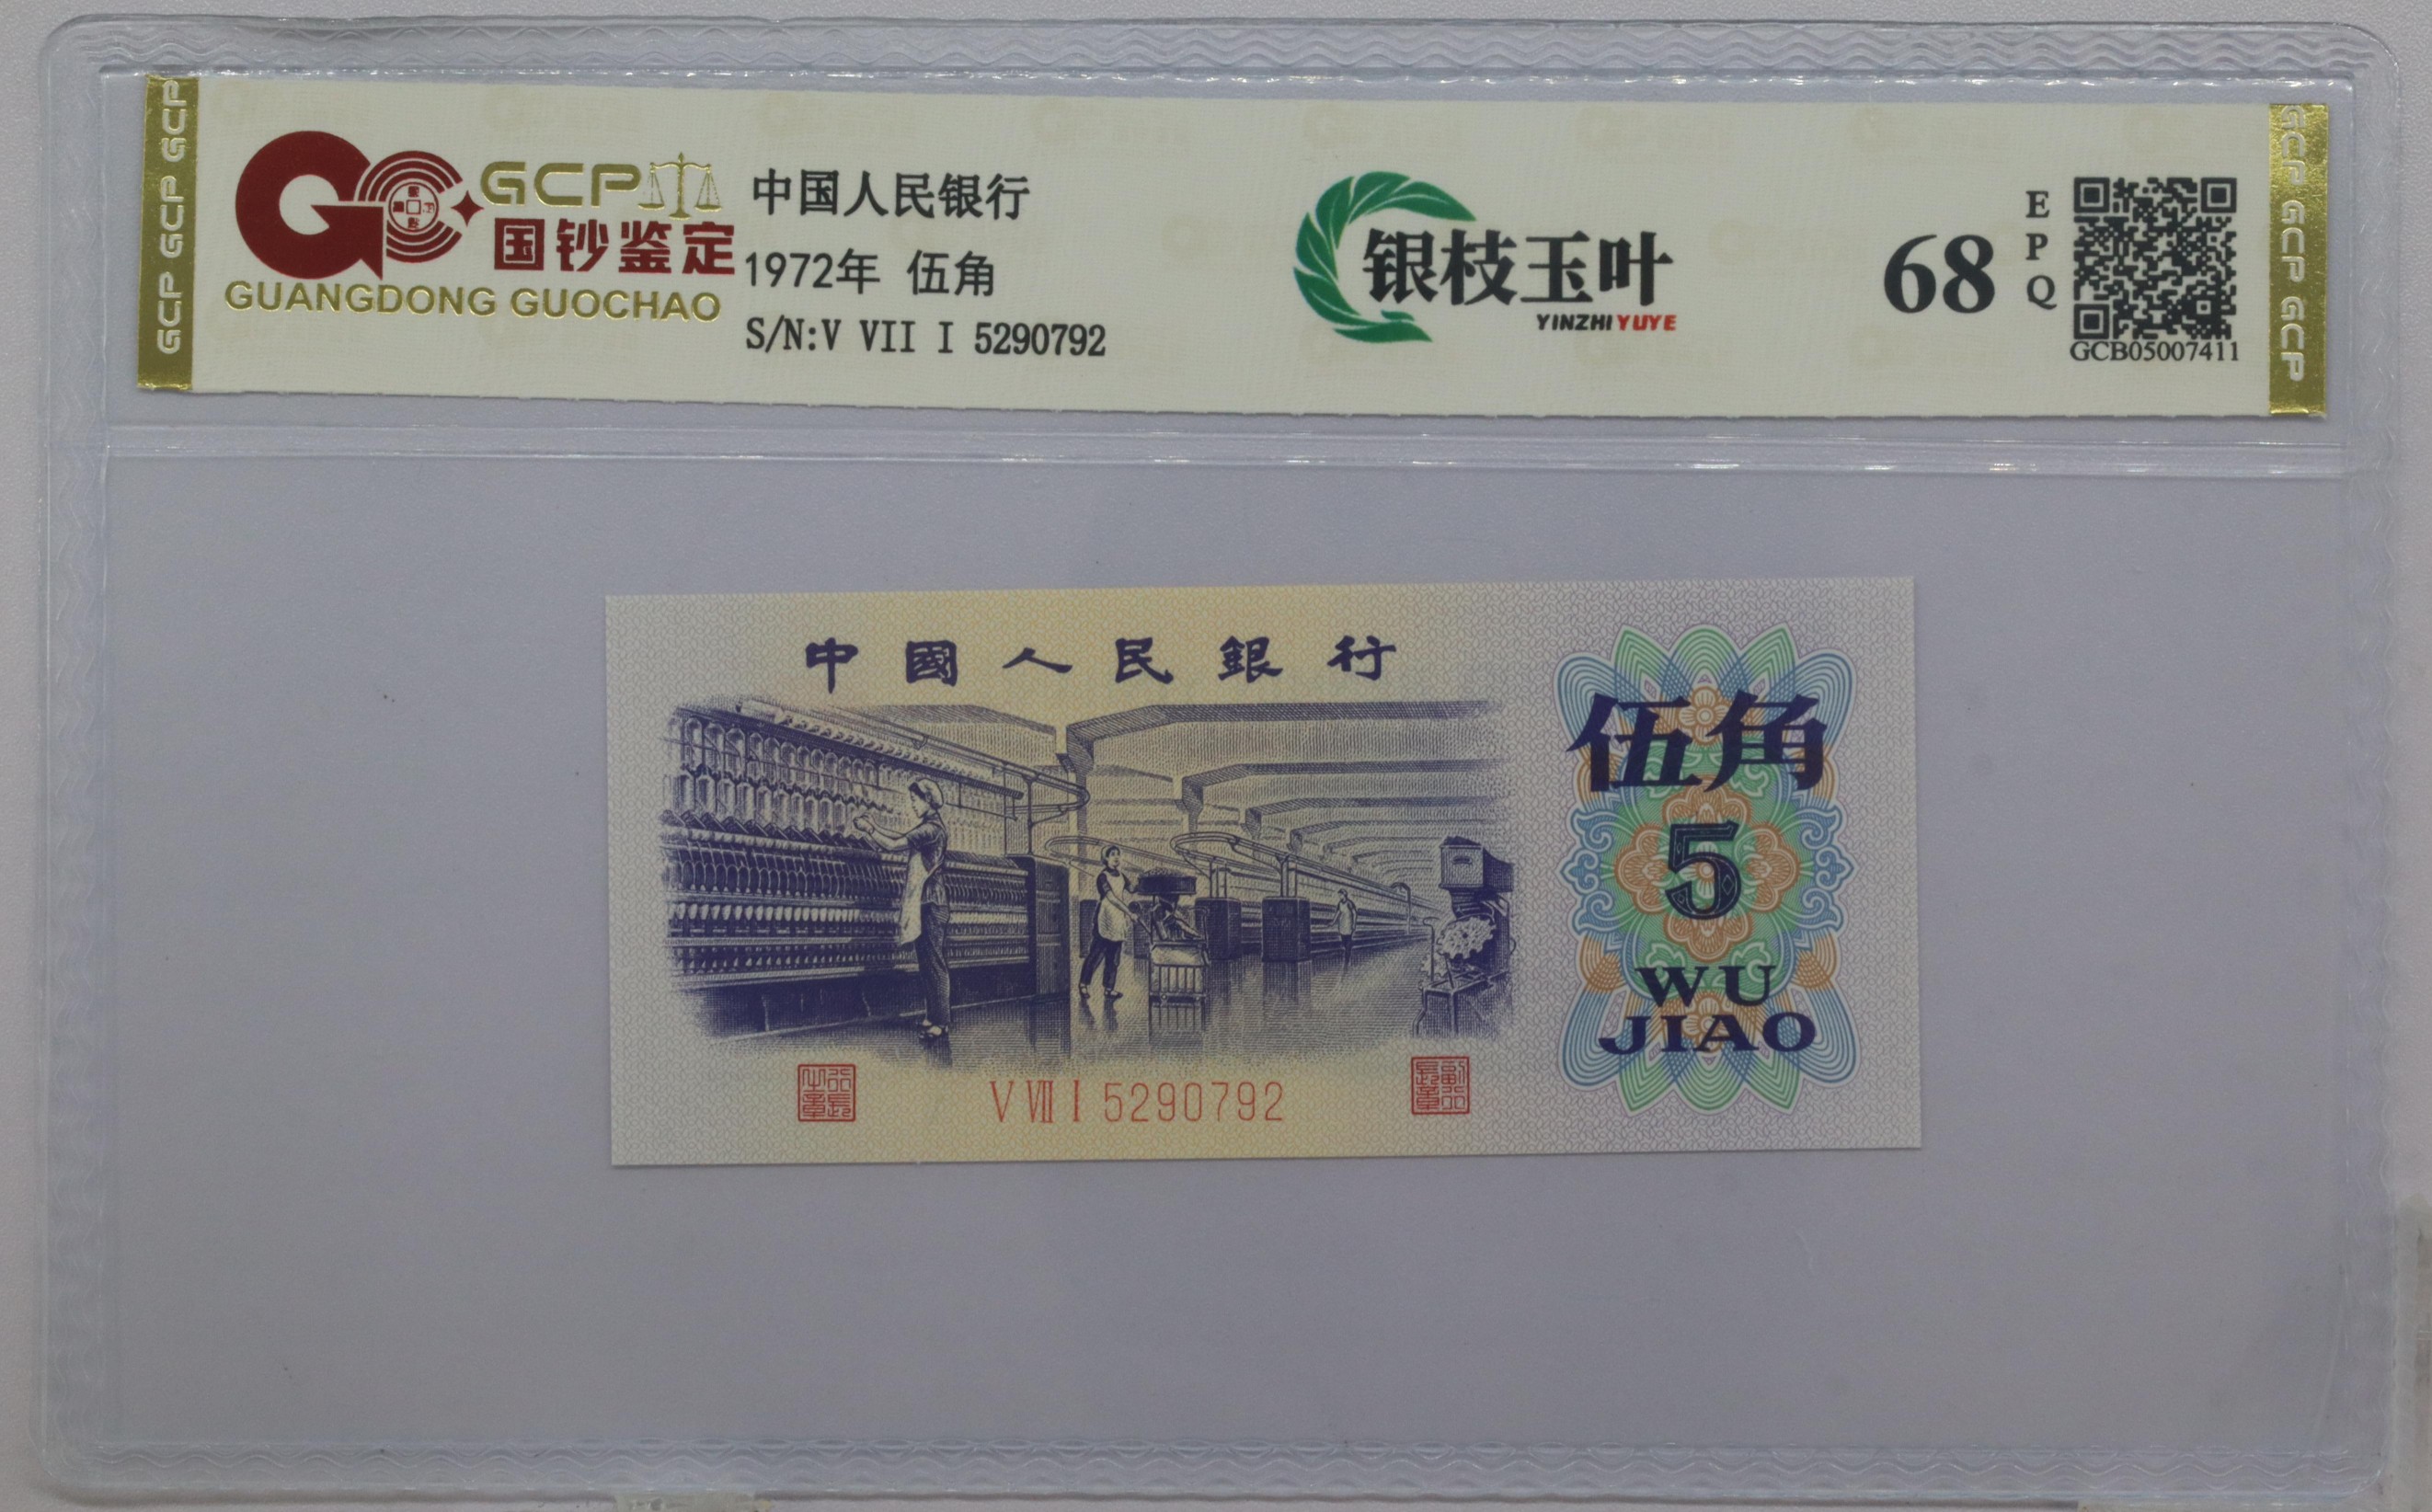 GCP GCP GCP
GCP
国钞鉴定
GUANGDONG GUOCHAO
中国人民银行
1972年 伍角
S/N:V VII I 5290792
银枝玉叶
YINZHIYUYE
68
EPQ
GCB05007411
GCP GCP GCP
中國人民銀行
伍角
5
WU
JIAO
V VII I 5290792